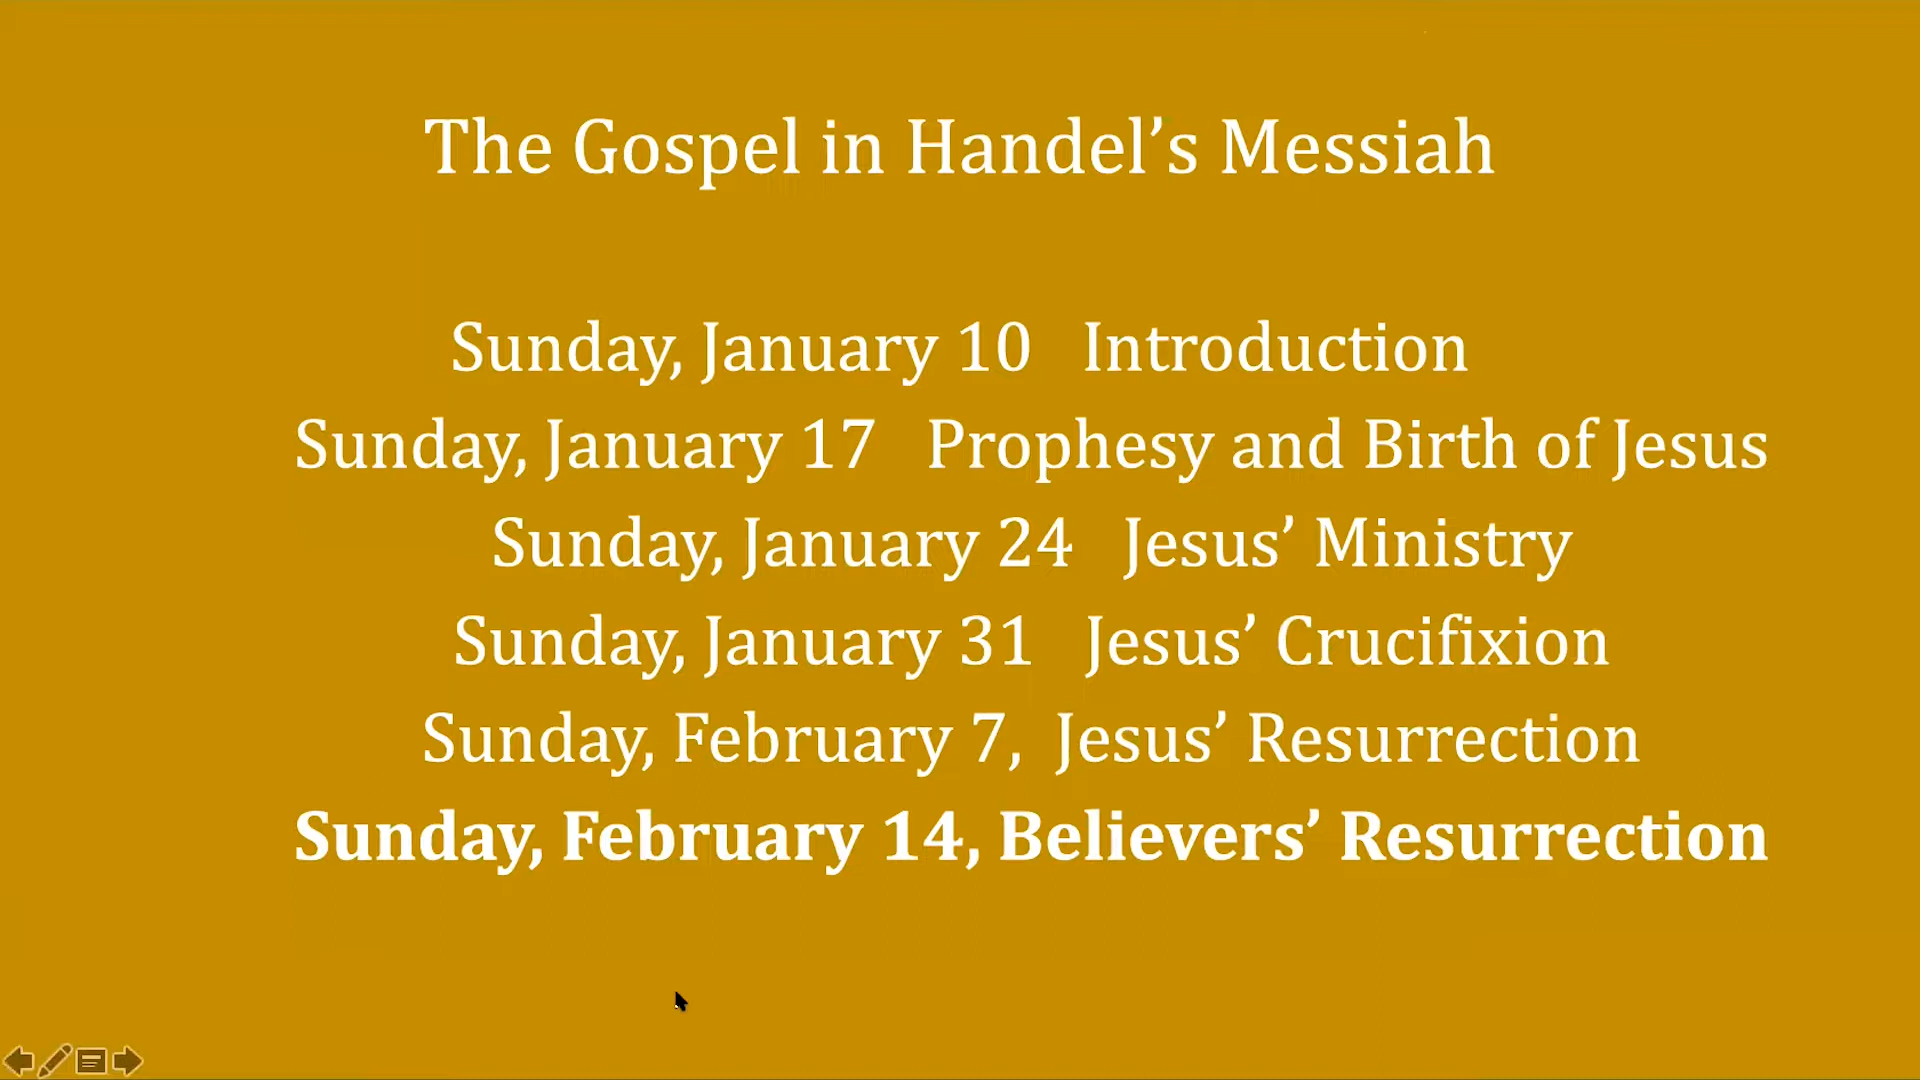 The Gospel in Handel’s Messiah
Sunday, January 10 Introduction
Sunday, January 17 Prophesy and Birth of Jesus
Sunday, January 24 Jesus’ Ministry
Sunday, January 31 Jesus’ Crucifixion
Sunday, February 7, Jesus’ Resurrection
Sunday, February 14, Believers’ Resurrection